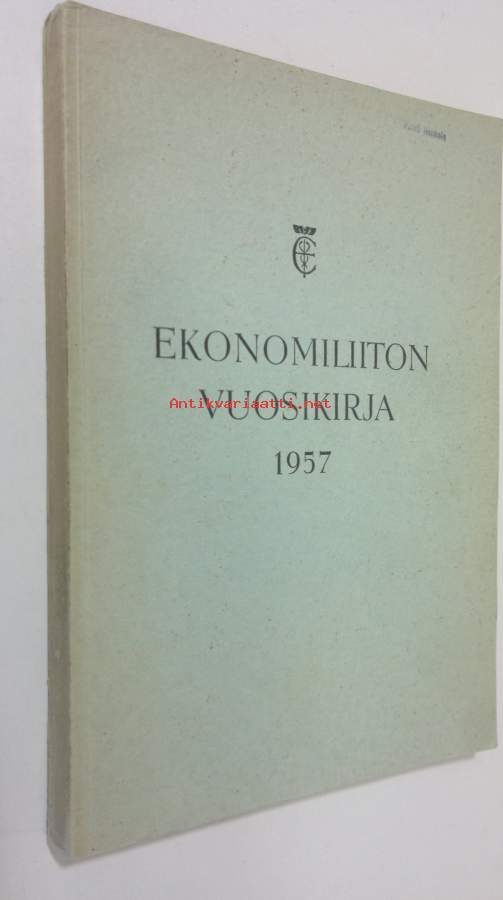 EKONOMILIITON
VUOSIKIRJA
Antikvariaatti.net
1957